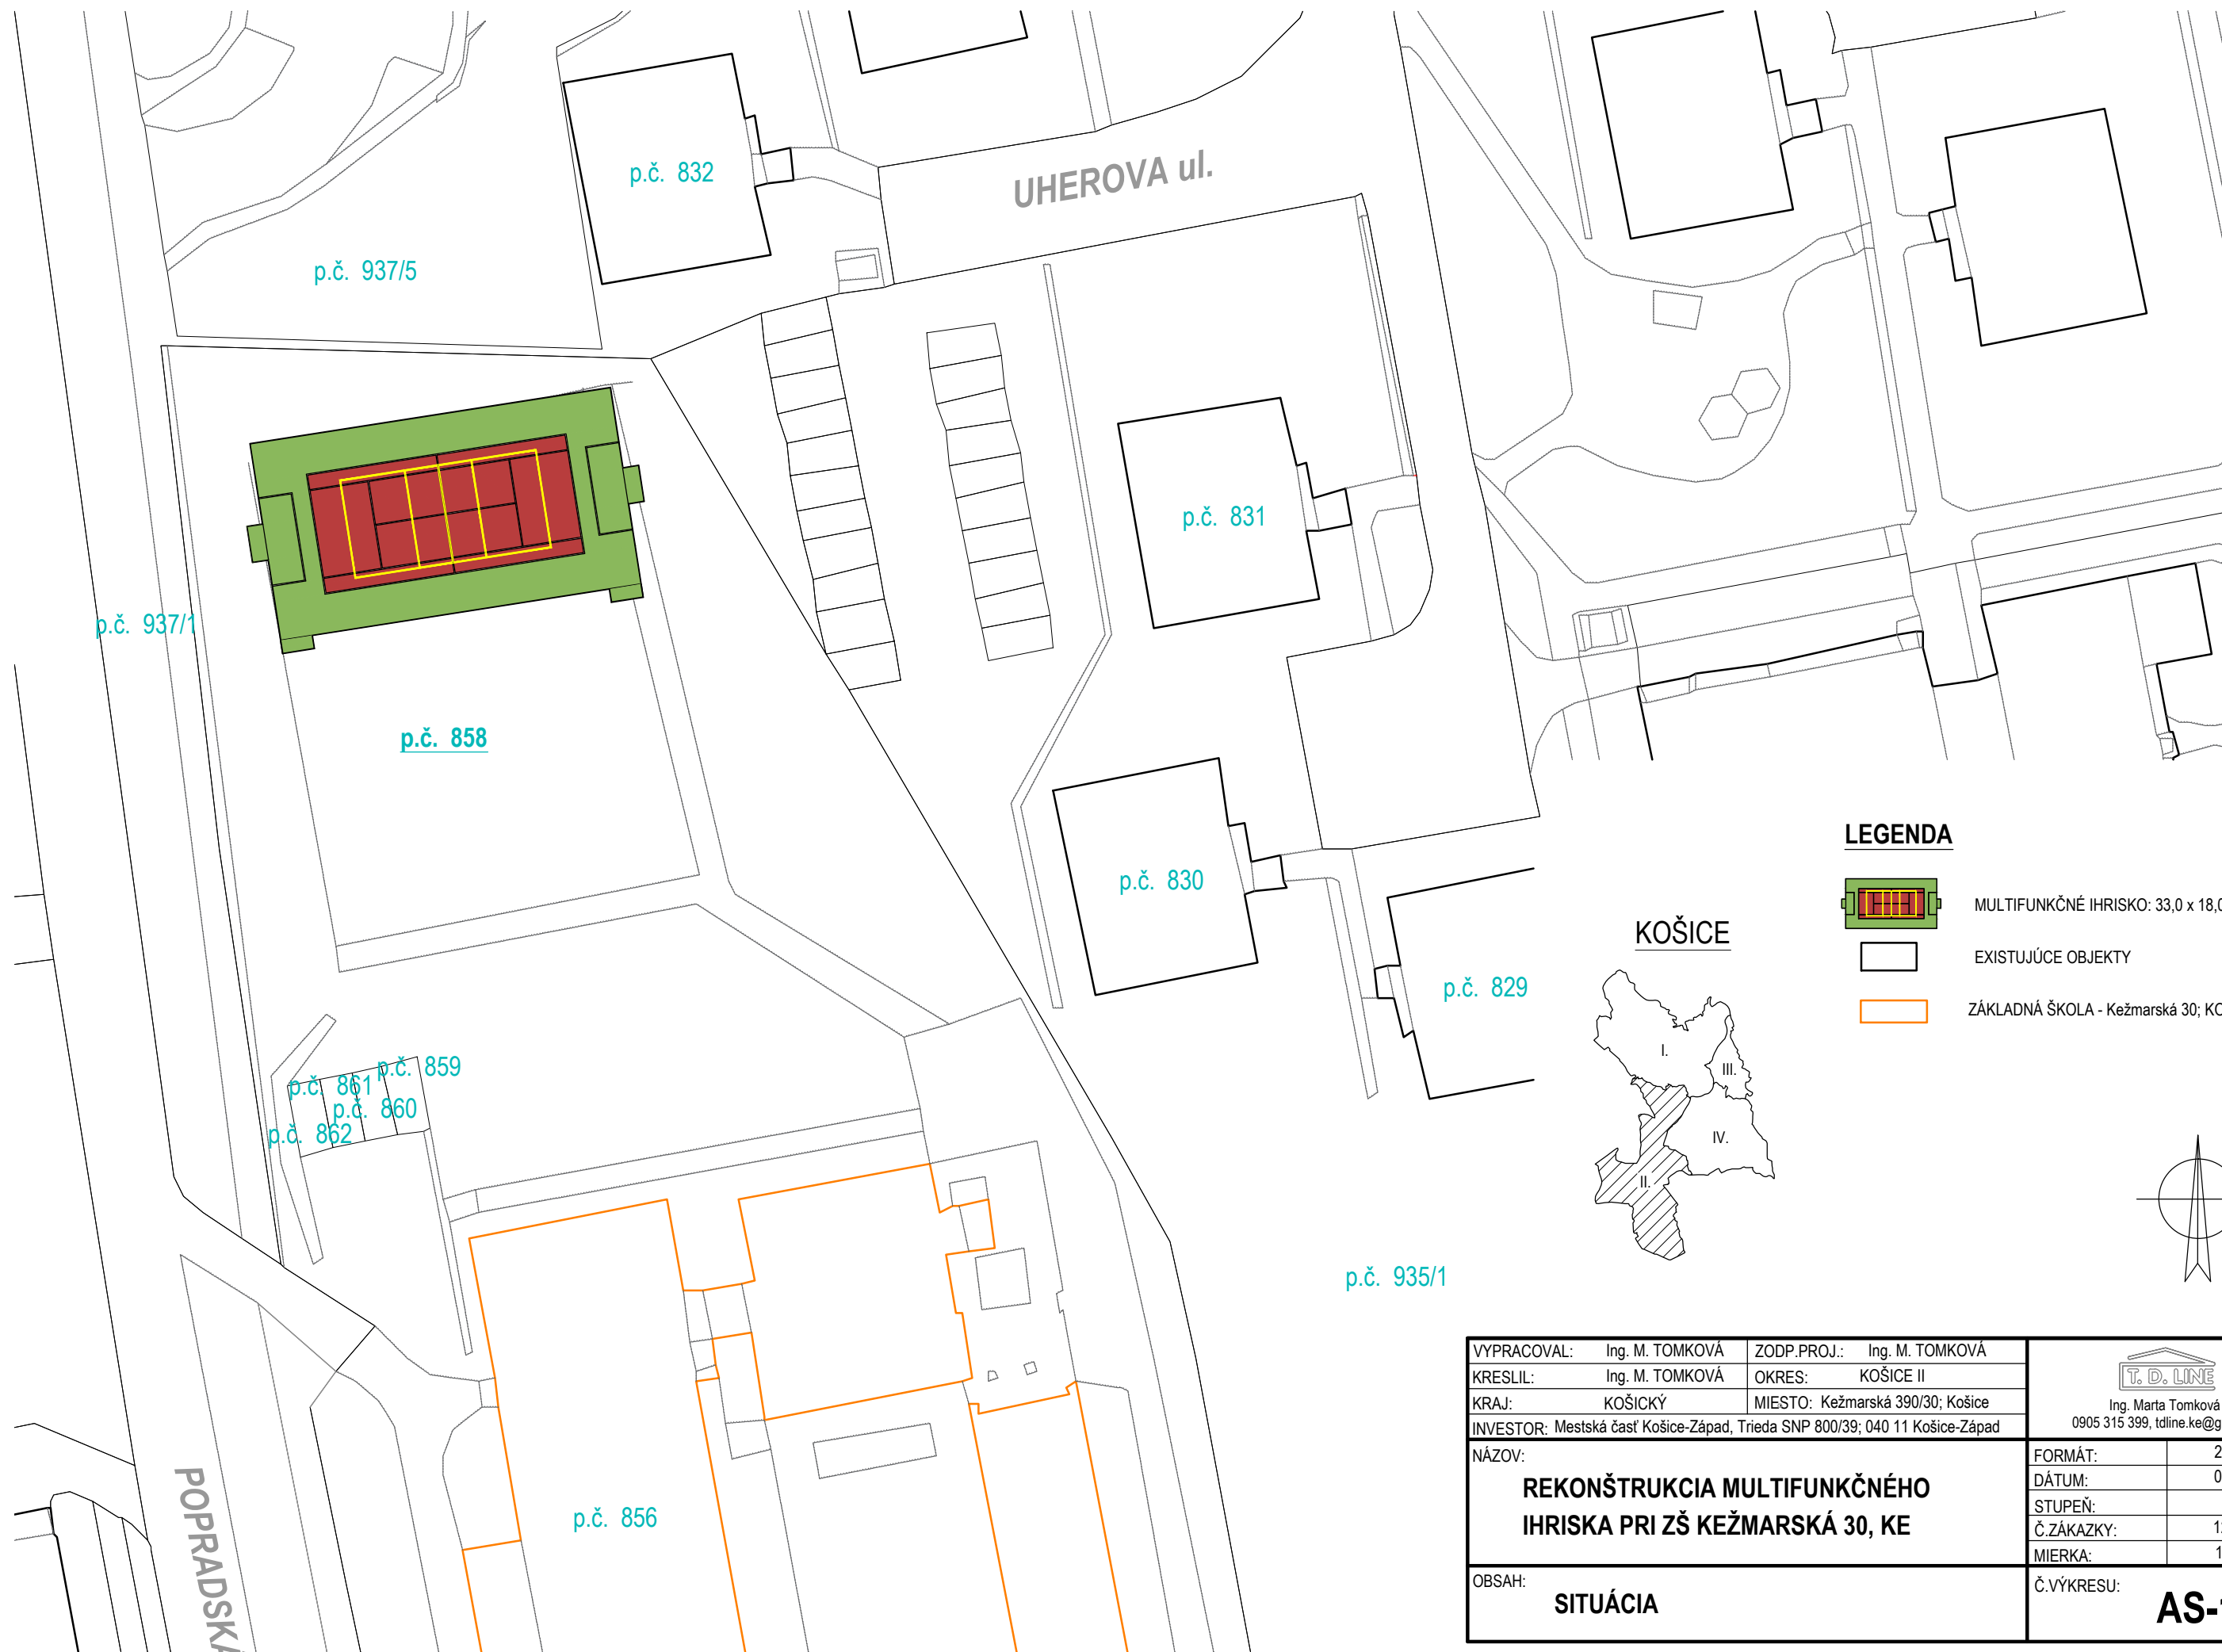 UHEROVA ul.
p.č. 832
p.č. 937/5
p.č. 831
p.č. 937/1
p.č. 858
p.č. 830
p.č. 829
p.č. 859
p.č. 861
p.č. 860
p.č. 862
p.č. 935/1
p.č. 856
POPRADSKÁ
LEGENDA
MULTIFUNKČNÉ IHRISKO: 33,0 x 18,0
EXISTUJÚCE OBJEKTY
ZÁKLADNÁ ŠKOLA - Kežmarská 30;
KOŠICE
I.
III.
IV.
II.
VYPRACOVAL: Ing. M. TOMKOVÁ ZODP.PROJ.: Ing. M. TOMKOVÁ
KRESLIL: Ing. M. TOMKOVÁ OKRES: KOŠICE II
KRAJ: KOŠICKÝ MIESTO: Kežmarská 390/30; Košice
INVESTOR: Mestská časť Košice-Západ, Trieda SNP 800/39; 040 11 Košice-Západ
T. D. LINE
Ing. Marta Tomková
0905 315 399, tdline.ke@g
NÁZOV:
REKONŠTRUKCIA MULTIFUNKČNÉHO
IHRISKA PRI ZŠ KEŽMARSKÁ 30, KE
FORMÁT: 2
DÁTUM: 0
STUPEŇ:
Č.ZÁKAZKY: 1
MIERKA: 1
OBSAH:
SITUÁCIA
Č.VÝKRESU:
AS-